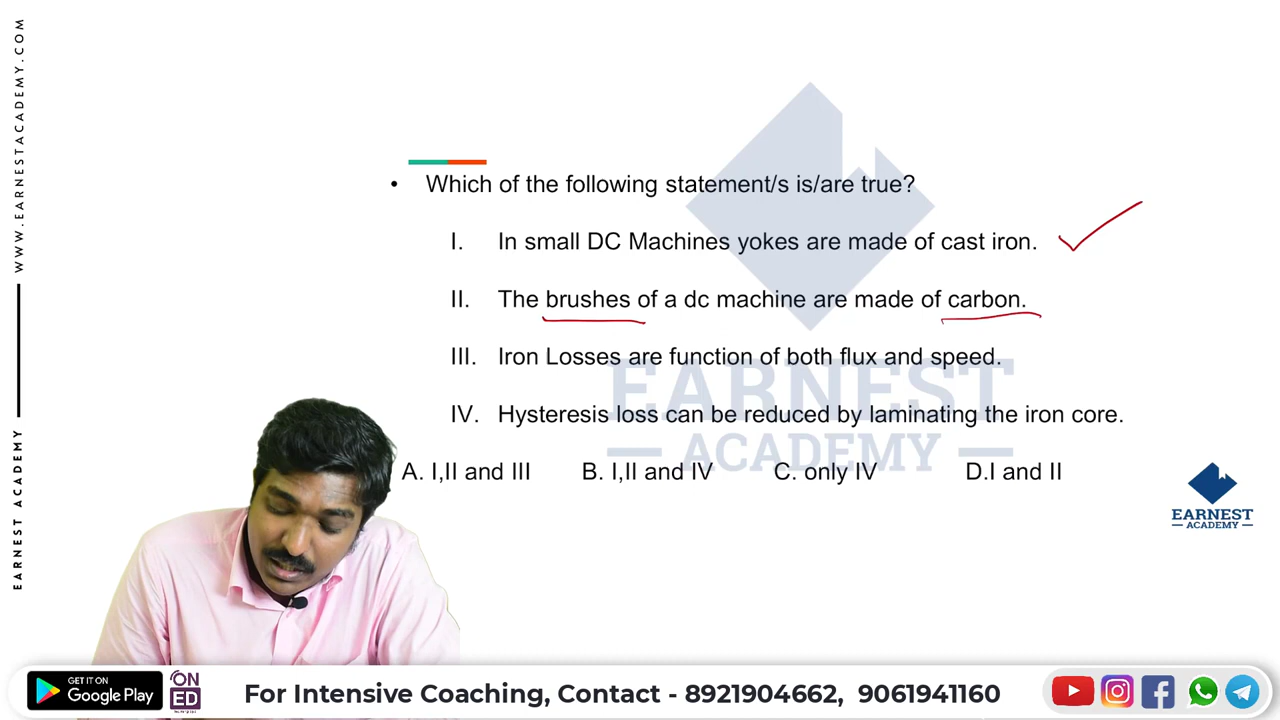 WWW.EARNESTACADEMY.COM
EARNEST ACADEMY
• Which of the following statement/s is/are true?
I. In small DC Machines yokes are made of cast iron.
II. The brushes of a dc machine are made of carbon.
III. Iron Losses are function of both flux and speed.
IV. Hysteresis loss can be reduced by laminating the iron core.
A. I,II and III B. I,II and IV C. only IV D.I and II
EARNEST
ACADEMY
EARNEST
ACADEMY
GET IT ON
Google Play
ON
ED
For Intensive Coaching, Contact - 8921904662, 9061941160